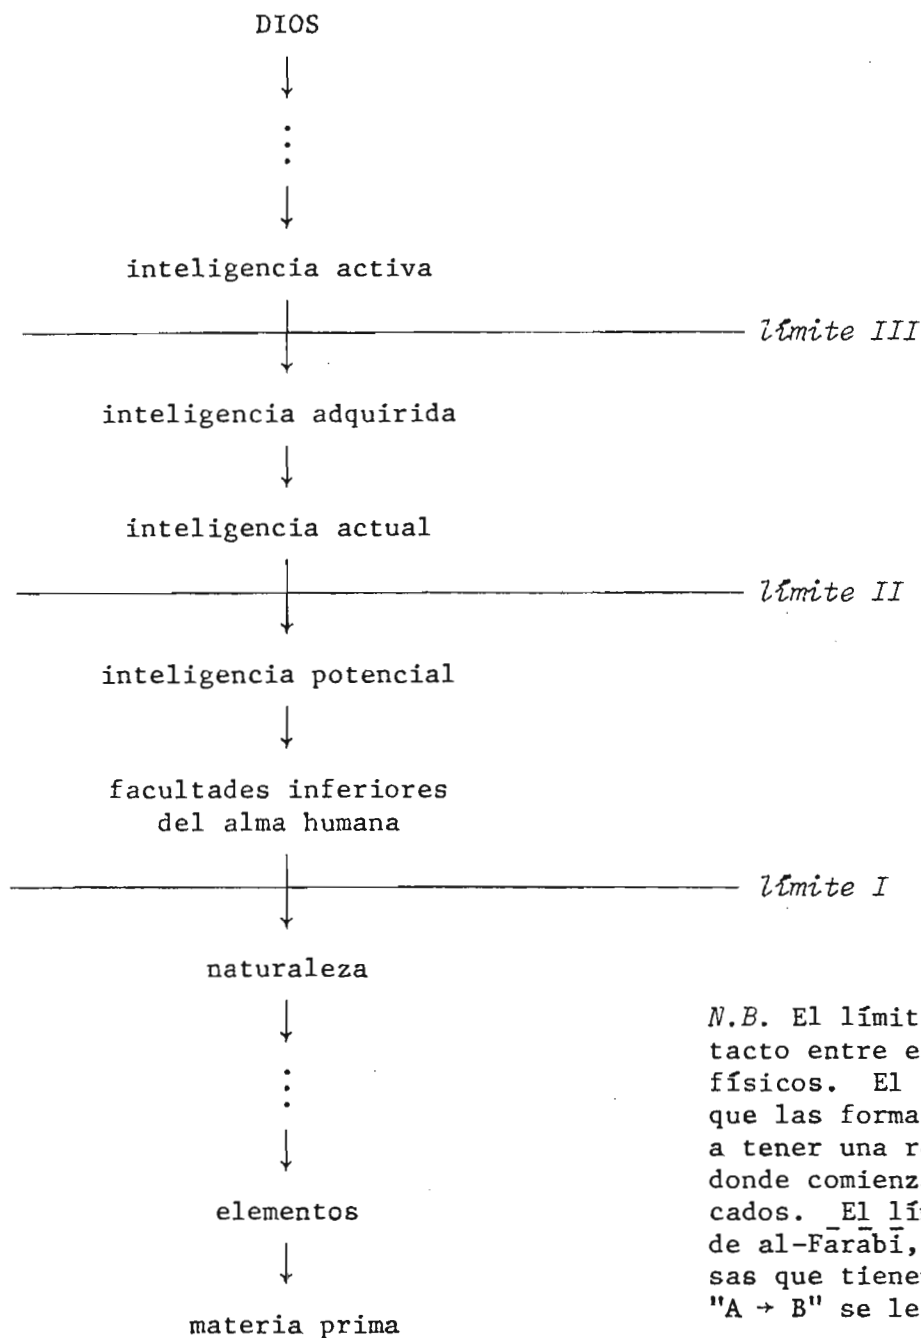 DIOS
inteligencia activa
límite III
inteligencia adquirida
inteligencia actual
límite II
inteligencia potencial
facultades inferiores
del alma humana
límite I
naturaleza
elementos
materia prima
N.B. El límit
tacto entre e
físicos. El
que las forma
a tener una r
donde comienz
cados. El lí
de al-Fārābī,
sas que tiene
"A → B" se le